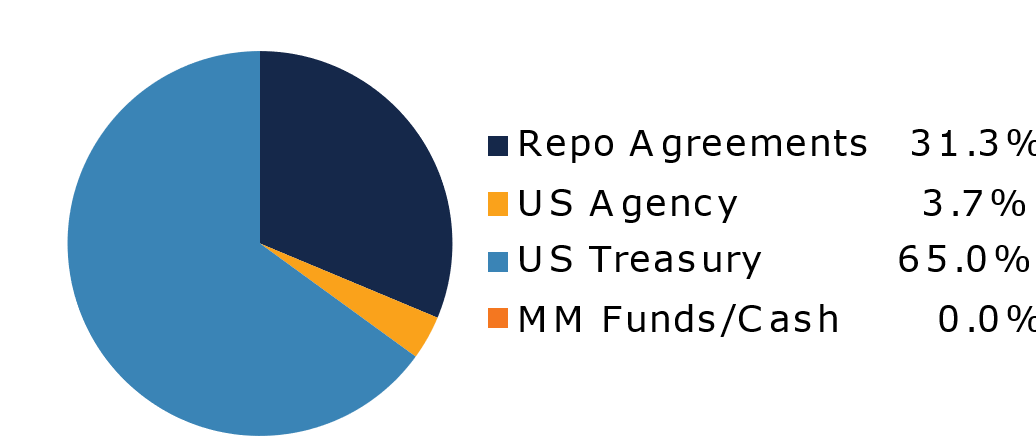 Repo Agreements 31.3%
US Agency 3.7%
US Treasury 65.0%
MM Funds/Cash 0.0%